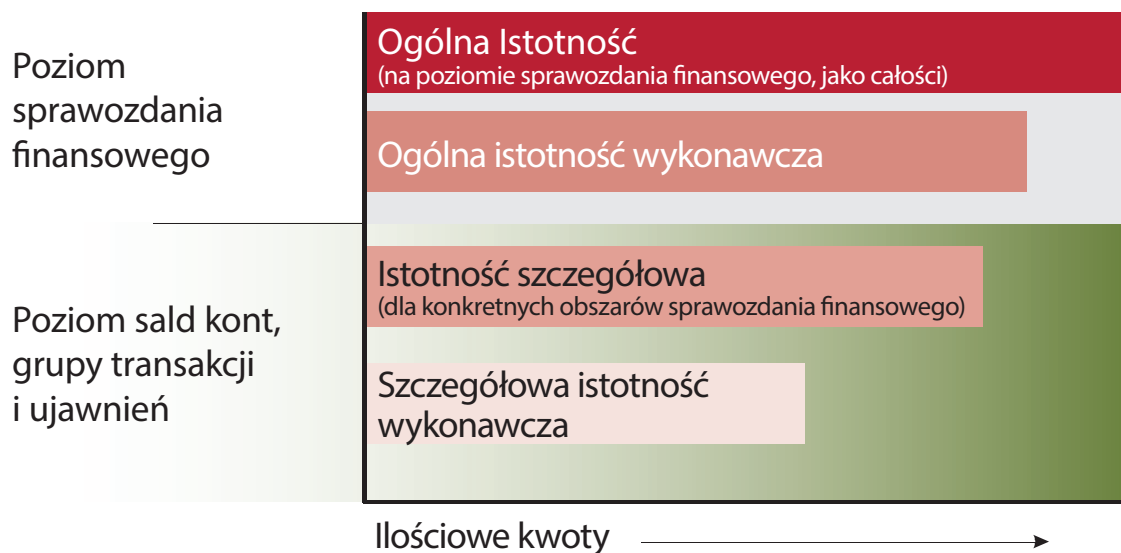 Poziom
sprawozdania
finansowego
Ogólna Istotność
(na poziomie sprawozdania finansowego, jako całości)
Ogólna istotność wykonawcza
Poziom sald kont,
grupy transakcji
i ujawnień
Istotność szczegółowa
(dla konkretnych obszarów sprawozdania finansowego)
Szczegółowa istotność
wykonawcza
Ilościowe kwoty